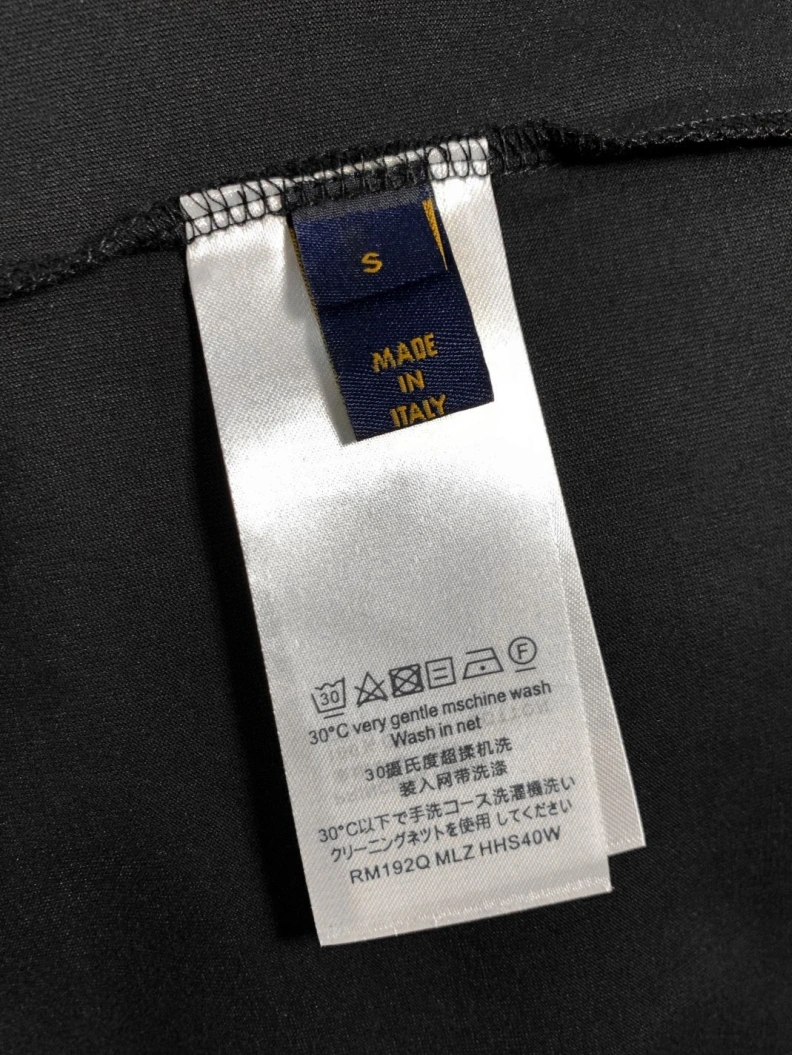 S
MADE
IN
ITALY
30
F
30°C very gentle mschine wash
Wash in net
30摄氏度超揉机洗
装入网带洗涤
30°C以下で手洗コース洗濯機洗い
クリーニングネットを使用 してください
RM192Q MLZ HHS40W